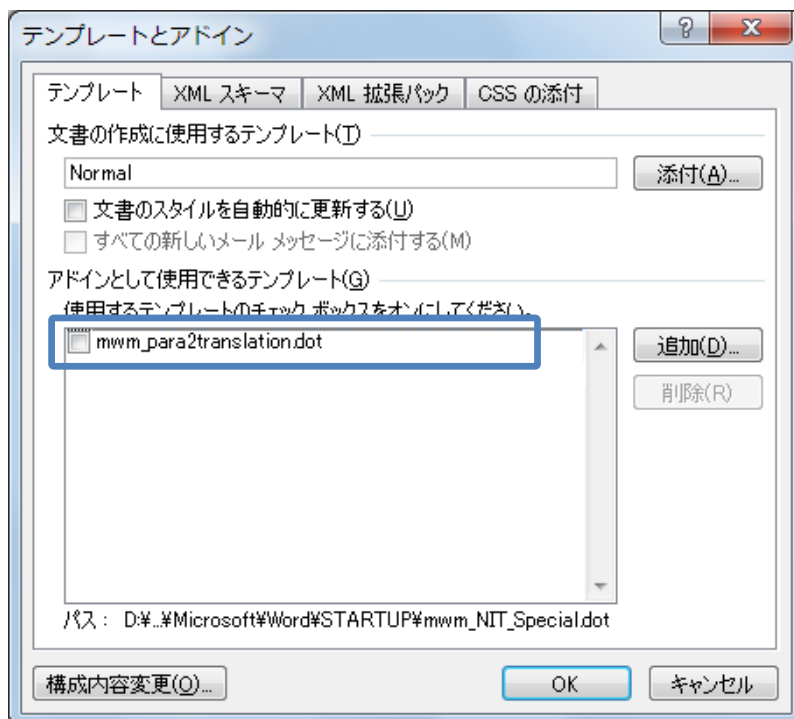 テンプレートとアドイン
テンプレート XML スキーマ XML 拡張パック CSS の添付
文書の作成に使用するテンプレート(T)
Normal 添付(A)...
文書のスタイルを自動的に更新する(U)
すべての新しいメール メッセージに添付する(M)
アドインとして使用できるテンプレート(G)
使用するテンプレートのチェック ボックスをオンにしてください。
mwm_para2translation.dot 追加(D)...
削除(R)
パス: D:¥...¥Microsoft¥Word¥STARTUP¥mwm_NIT_Special.dot
構成内容変更(O)... OK キャンセル